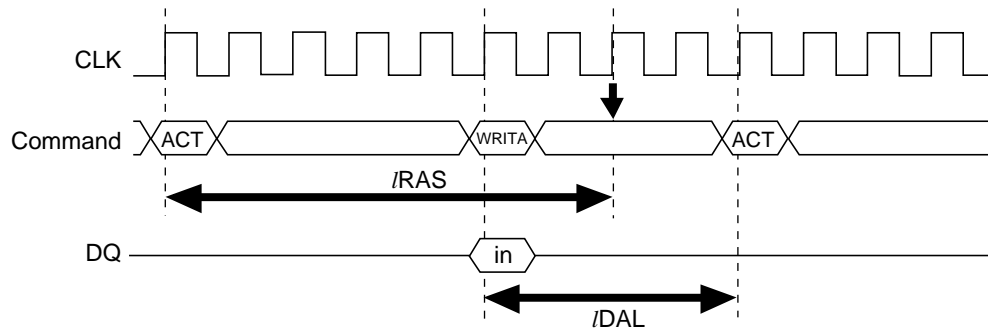 CLK
Command ACT WRITA ACT
lRAS
DQ in
lDAL